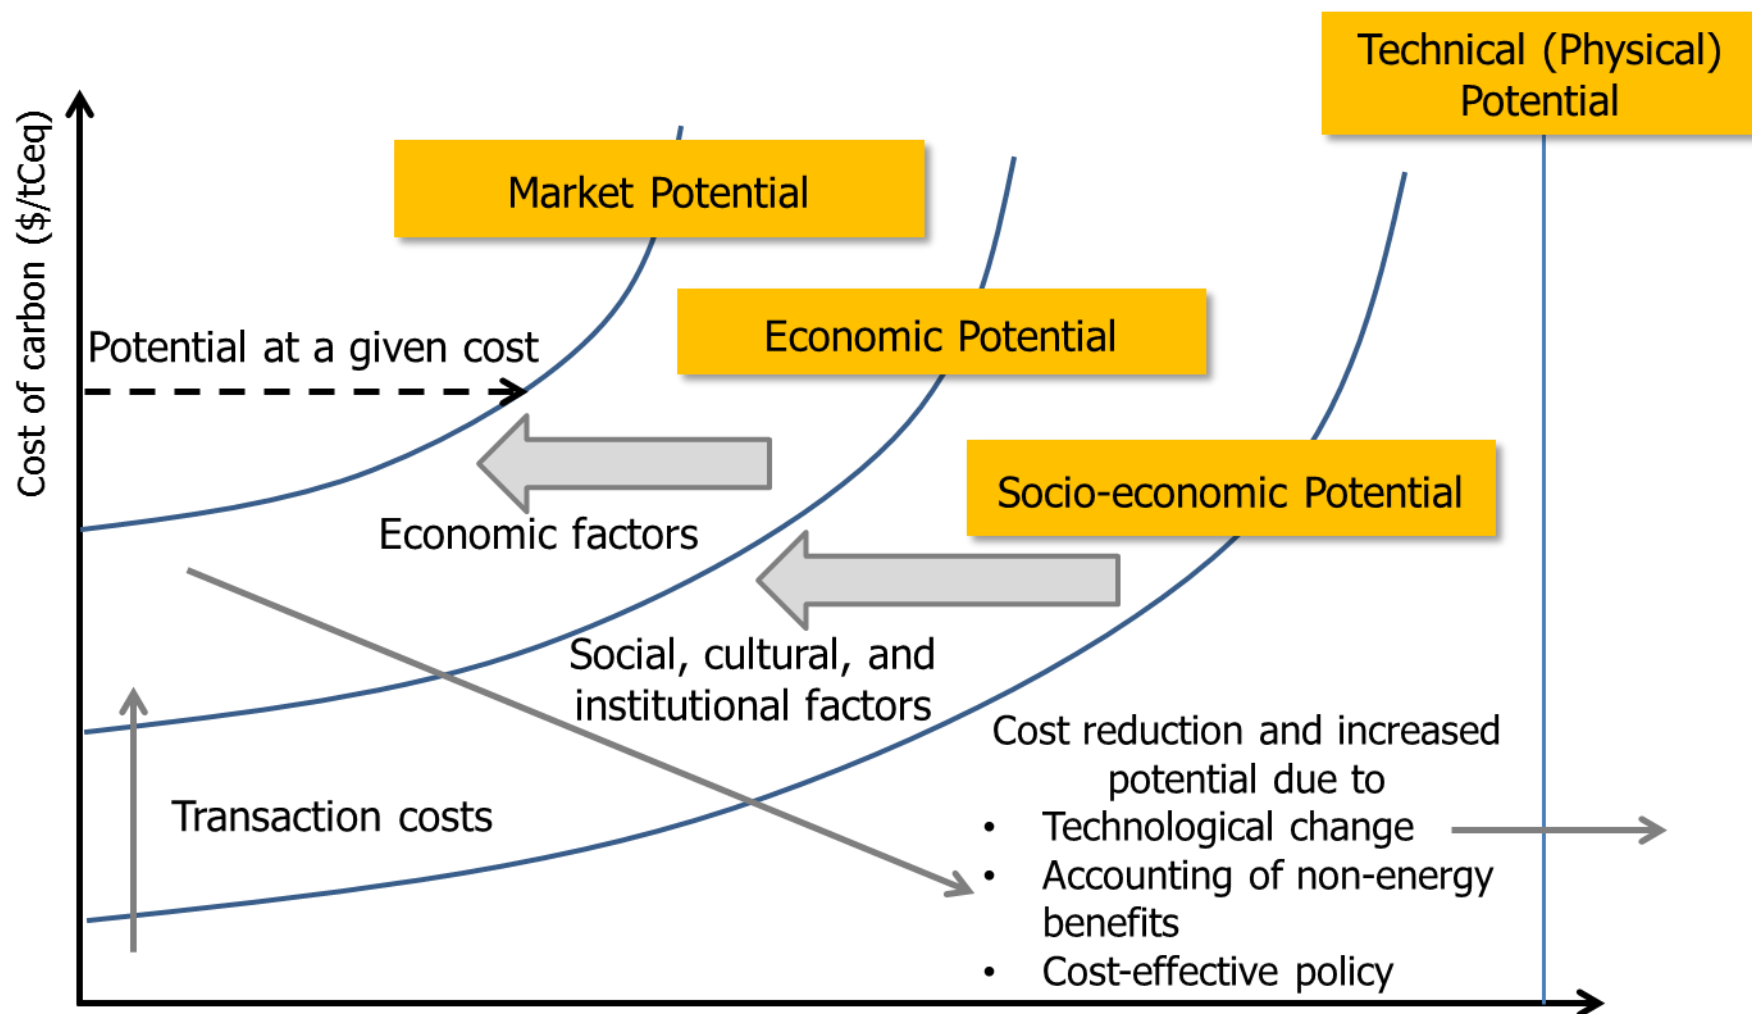 Technical (Physical)
Potential
Cost of carbon ($/tCeq)
Market Potential
Potential at a given cost
Economic Potential
Socio-economic Potential
Economic factors
Social, cultural, and
institutional factors
Transaction costs
Cost reduction and increased
potential due to
• Technological change
• Accounting of non-energy
benefits
• Cost-effective policy